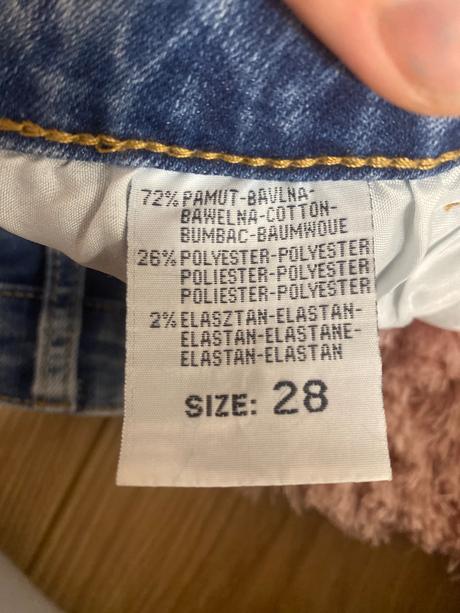 72% PAMUT-BAVLNA-
BAWELNA-COTTON-
BUMBAC-BAUMWOUE
26% POLYESTER-POLYESTER
POLIESTER-POLYESTER
POLIESTER-POLYESTER
2% ELASZTAN-ELASTAN-
ELASTAN-ELASTANE-
ELASTAN-ELASTAN
SIZE: 28